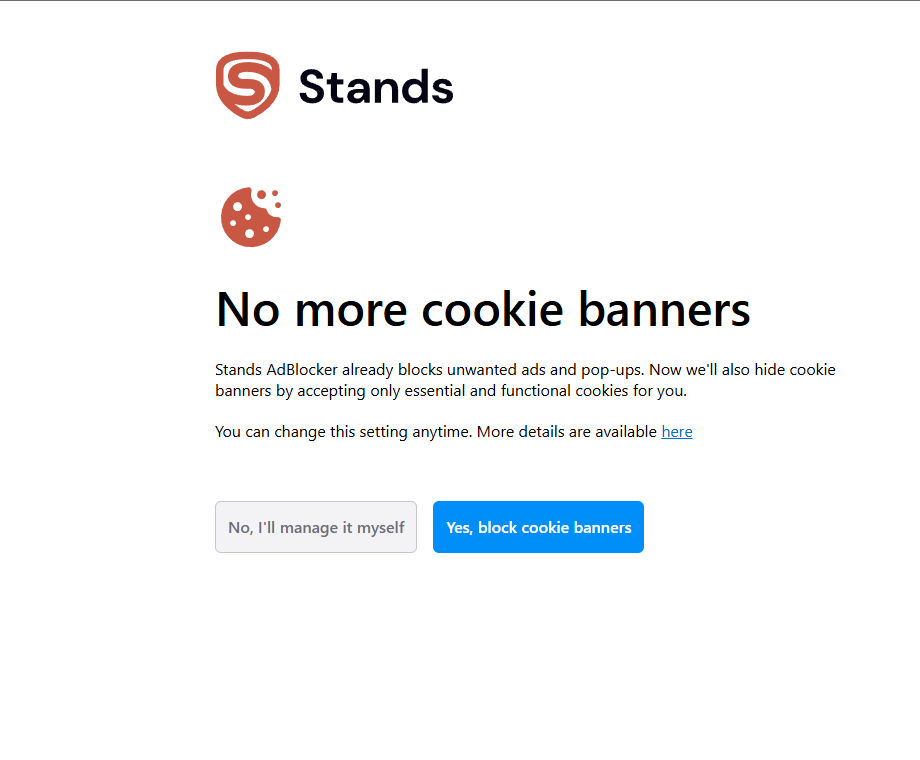 Stands
No more cookie banners
Stands AdBlocker already blocks unwanted ads and pop-ups. Now we'll also hide cookie
banners by accepting only essential and functional cookies for you.
You can change this setting anytime. More details are available here
No, I'll manage it myself
Yes, block cookie banners